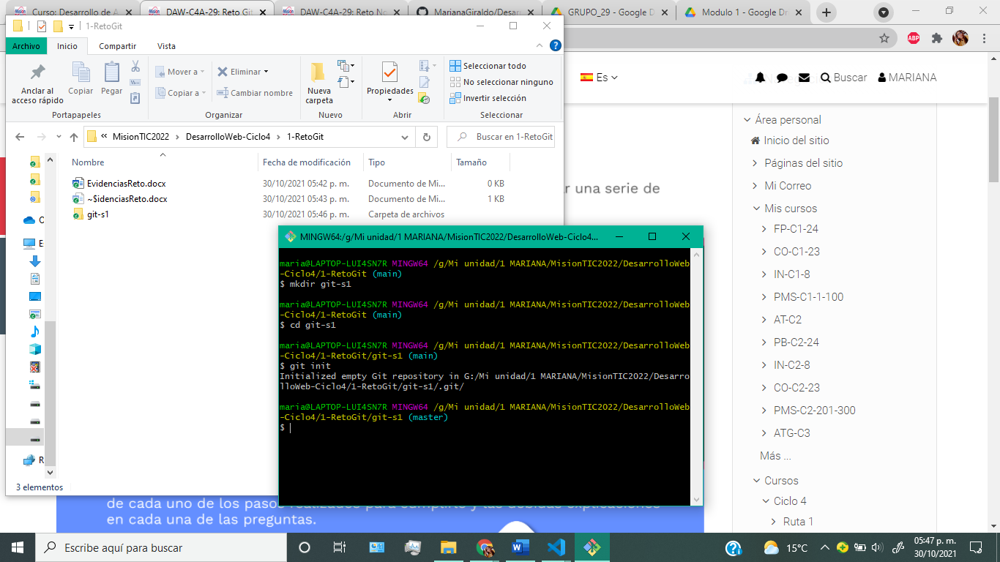 Curso: Desarrollo de A
DAW-C4A-29: Reto Git
DAW-C4A-29: Reto No
MarianaGiraldo/Desarr
GRUPO_29 - Google D
Modulo 1 - Google Dr
1-RetoGit
Archivo
Inicio
Compartir
Vista
Anclar al
acceso rápido
Copiar
Pegar
Portapapeles
Mover a
Copiar a
Eliminar
Cambiar nombre
Organizar
Nueva
carpeta
Nuevo
Propiedades
Abrir
Seleccionar todo
No seleccionar ninguno
Invertir selección
Seleccionar
« MisionTIC2022 > DesarrolloWeb-Ciclo4 > 1-RetoGit
Buscar en 1-RetoGit
Nombre
Fecha de modificación
Tipo
Tamaño
EvidenciasReto.docx 30/10/2021 05:42 p. m. Documento de Mi... 0 KB
~$idenciasReto.docx 30/10/2021 05:43 p. m. Documento de Mi... 1 KB
git-s1 30/10/2021 05:46 p. m. Carpeta de archivos
3 elementos
MINGW64:/g/Mi unidad/1 MARIANA/MisionTIC2022/DesarrolloWeb-Ciclo4...
maria@LAPTOP-LUI4SN7R MINGW64 /g/Mi unidad/1 MARIANA/MisionTIC2022/DesarrolloWeb
-Ciclo4/1-RetoGit (main)
$ mkdir git-s1
maria@LAPTOP-LUI4SN7R MINGW64 /g/Mi unidad/1 MARIANA/MisionTIC2022/DesarrolloWeb
-Ciclo4/1-RetoGit (main)
$ cd git-s1
maria@LAPTOP-LUI4SN7R MINGW64 /g/Mi unidad/1 MARIANA/MisionTIC2022/DesarrolloWeb
-Ciclo4/1-RetoGit/git-s1 (main)
$ git init
Initialized empty Git repository in G:/Mi unidad/1 MARIANA/MisionTIC2022/Desarro
lloWeb-Ciclo4/1-RetoGit/git-s1/.git/
maria@LAPTOP-LUI4SN7R MINGW64 /g/Mi unidad/1 MARIANA/MisionTIC2022/DesarrolloWeb
-Ciclo4/1-RetoGit/git-s1 (master)
$
ABP
Es
Buscar
MARIANA
ar una serie de
de cada uno de los pasos realizados para cumplirlo y las debidas explicaciones
en cada una de las preguntas.
Área personal
Inicio del sitio
Páginas del sitio
Mi Correo
Mis cursos
FP-C1-24
CO-C1-23
IN-C1-8
PMS-C1-1-100
AT-C2
PB-C2-24
IN-C2-8
CO-C2-23
PMS-C2-201-300
ATG-C3
Más ...
Cursos
Ciclo 4
Ruta 1
Escribe aquí para buscar
15°C
05:47 p. m.
30/10/2021